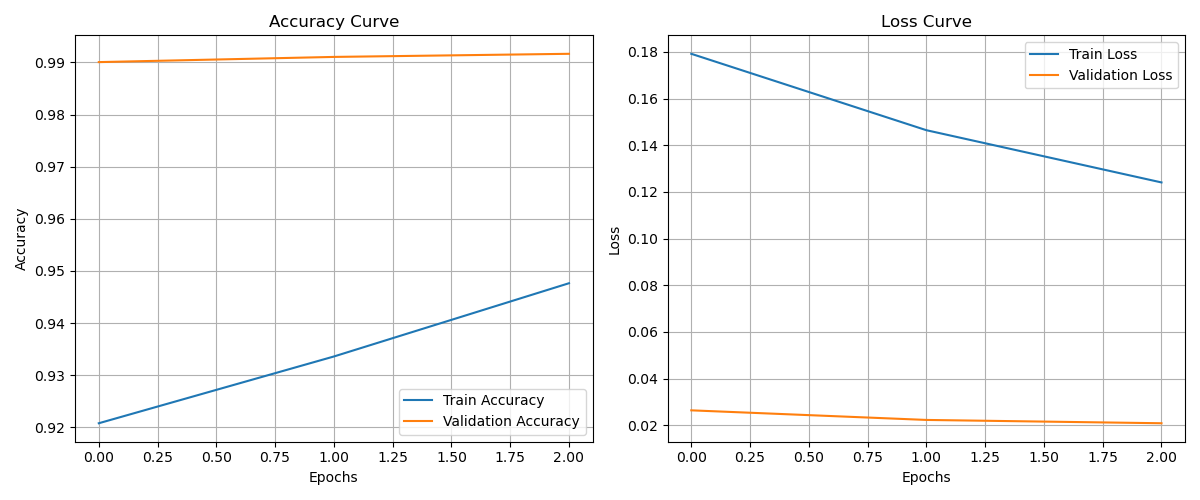 Accuracy Curve
0.99
0.98
0.97
0.96
0.95
0.94
0.93
0.92
Accuracy
Train Accuracy
Validation Accuracy
0.00 0.25 0.50 0.75 1.00 1.25 1.50 1.75 2.00
Epochs
Loss Curve
0.18
0.16
0.14
0.12
0.10
0.08
0.06
0.04
0.02
Loss
Train Loss
Validation Loss
0.00 0.25 0.50 0.75 1.00 1.25 1.50 1.75 2.00
Epochs